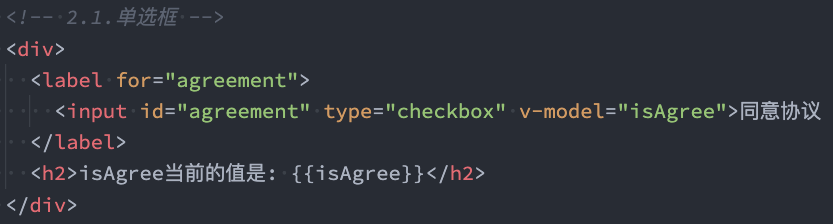 <!-- 2.1.单选框 -->
<div>
  <label for="agreement">
    <input id="agreement" type="checkbox" v-model="isAgree">同意协议
  </label>
  <h2>isAgree当前的值是: {{isAgree}}</h2>
</div>